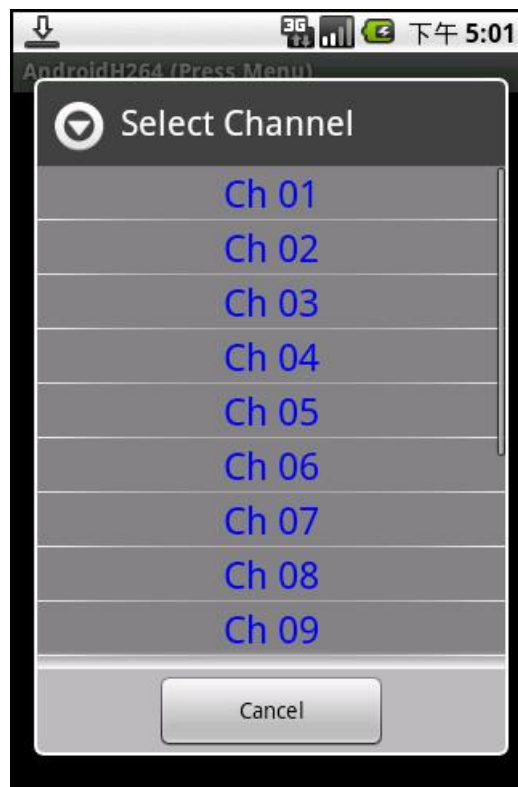 3G
下午 5:01
AndroidH264 (Press Menu)
Select Channel
Ch 01
Ch 02
Ch 03
Ch 04
Ch 05
Ch 06
Ch 07
Ch 08
Ch 09
Cancel